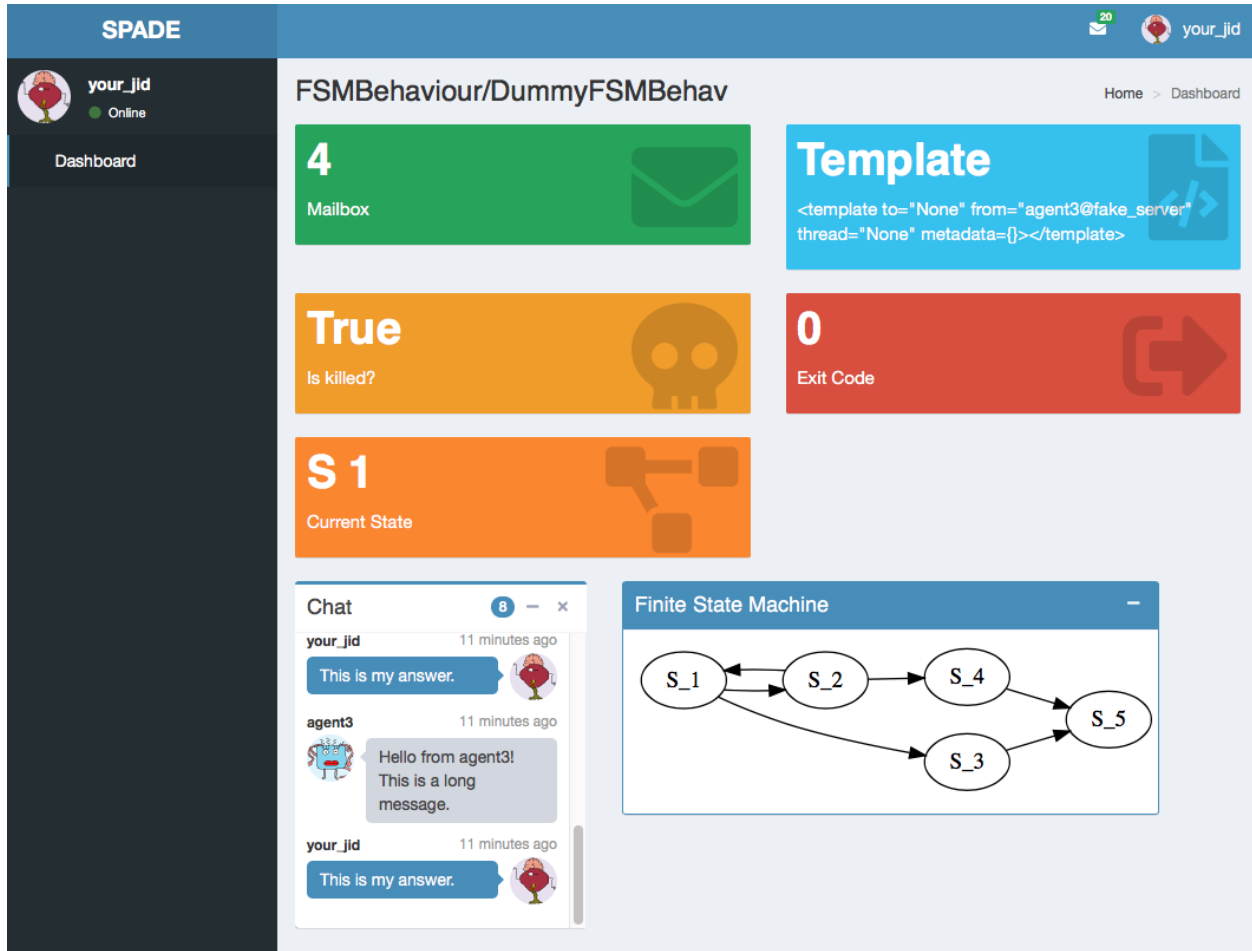 SPADE
20
your_jid
your_jid
Online
Dashboard
FSMBehaviour/DummyFSMBehav
Home > Dashboard
4
Mailbox
Template
<template to="None" from="agent3@fake_server"
thread="None" metadata={}></template>
True
Is killed?
0
Exit Code
S 1
Current State
Chat
8
your_jid
11 minutes ago
This is my answer.
agent3
11 minutes ago
Hello from agent3!
This is a long
message.
your_jid
11 minutes ago
This is my answer.
Finite State Machine
S_1
S_2
S_4
S_5
S_3